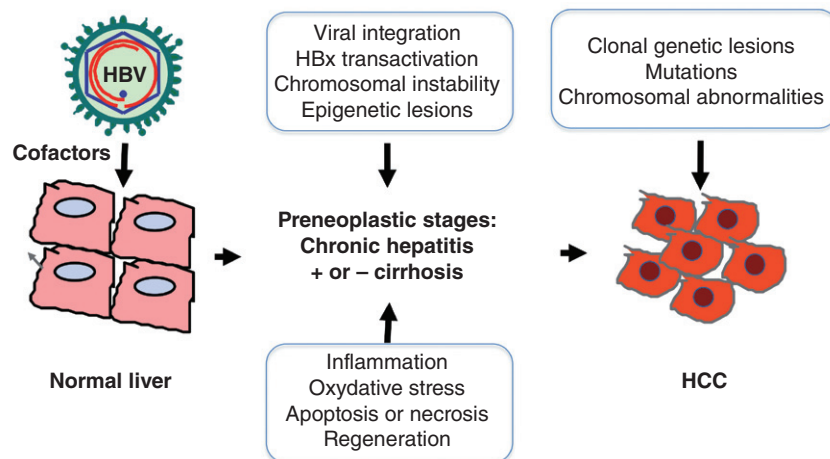 HBV
Cofactors
Normal liver
Viral integration
HBx transactivation
Chromosomal instability
Epigenetic lesions
Preneoplastic stages:
Chronic hepatitis
+ or – cirrhosis
Inflammation
Oxydative stress
Apoptosis or necrosis
Regeneration
Clonal genetic lesions
Mutations
Chromosomal abnormalities
HCC